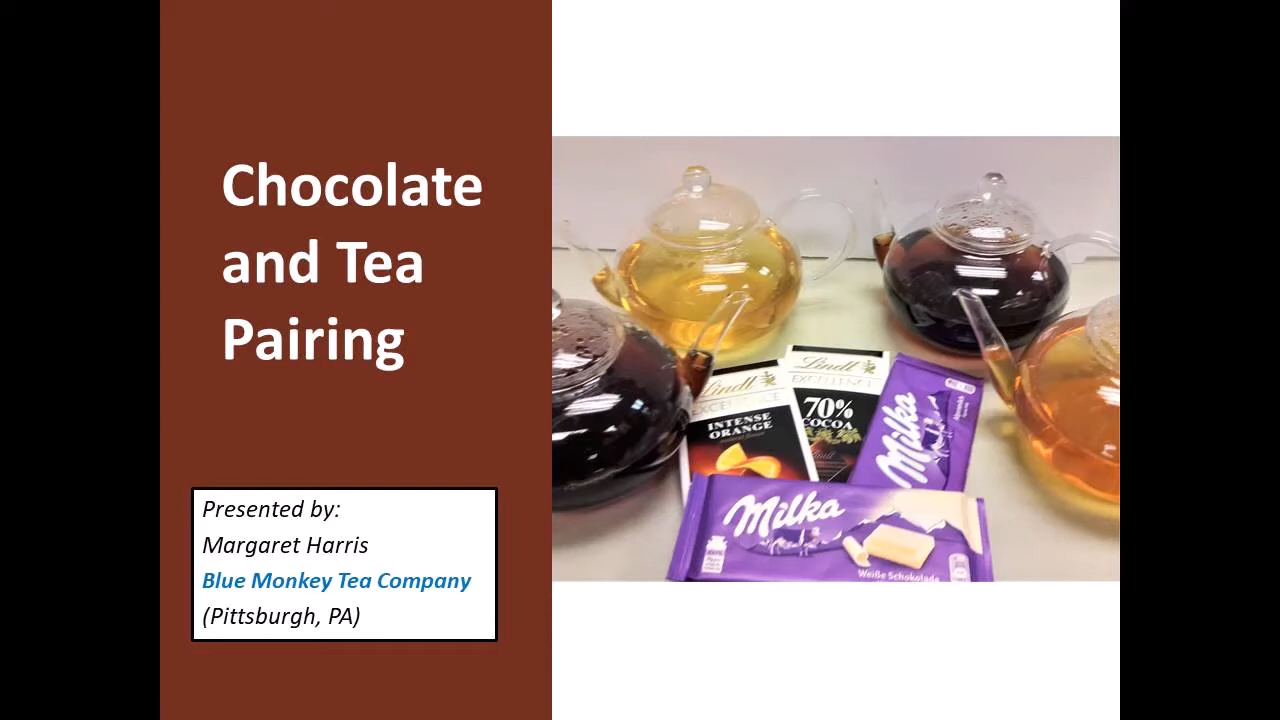 Chocolate
and Tea
Pairing
Presented by:
Margaret Harris
Blue Monkey Tea Company
(Pittsburgh, PA)
Lindt
EXCELLENCE
INTENSE
ORANGE
Lindt
EXCELLENCE
70%
COCOA
Milka
Milka
Weiße Schokolade